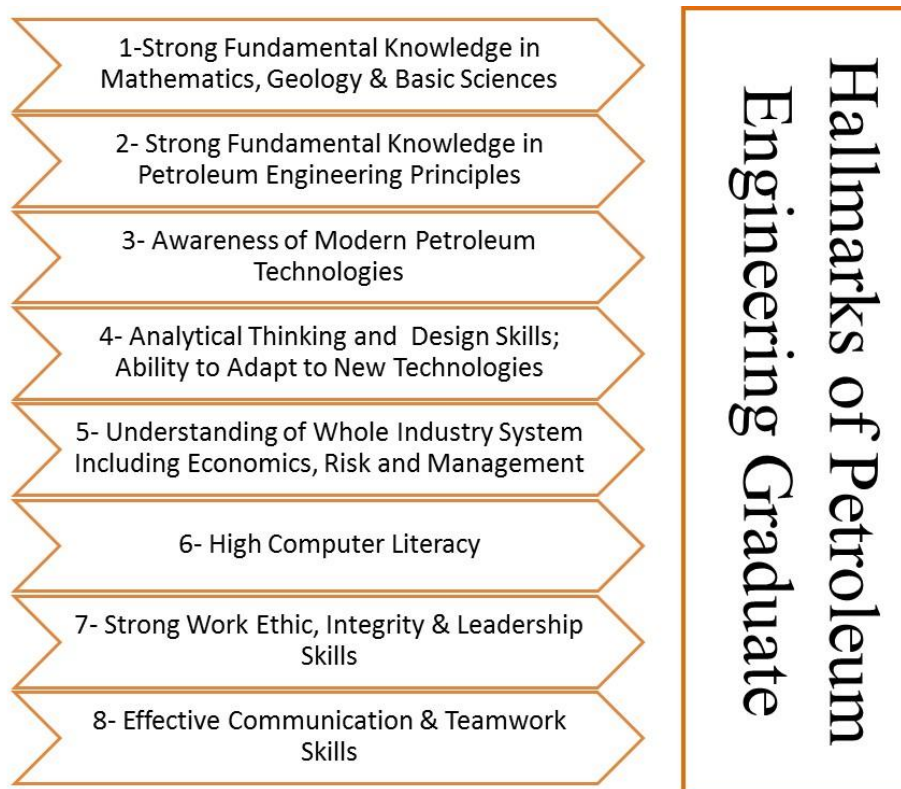 1-Strong Fundamental Knowledge in
Mathematics, Geology & Basic Sciences
2- Strong Fundamental Knowledge in
Petroleum Engineering Principles
3- Awareness of Modern Petroleum
Technologies
4- Analytical Thinking and  Design Skills;
Ability to Adapt to New Technologies
5- Understanding of Whole Industry System
Including Economics, Risk and Management
6- High Computer Literacy
7- Strong Work Ethic, Integrity & Leadership
Skills
8- Effective Communication & Teamwork
Skills
Hallmarks of Petroleum
Engineering Graduate